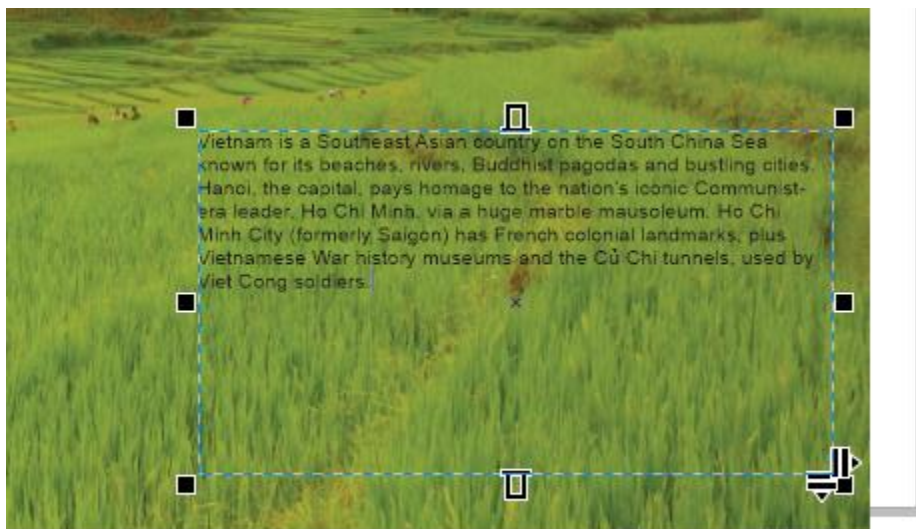 Vietnam is a Southeast Asian country on the South China Sea
known for its beaches, rivers, Buddhist pagodas and bustling cities.
Hanoi, the capital, pays homage to the nation's iconic Communist-
era leader, Ho Chi Minh, via a huge marble mausoleum. Ho Chi
Minh City (formerly Saigon) has French colonial landmarks, plus
Vietnamese War history museums and the Củ Chi tunnels, used by
Viet Cong soldiers.